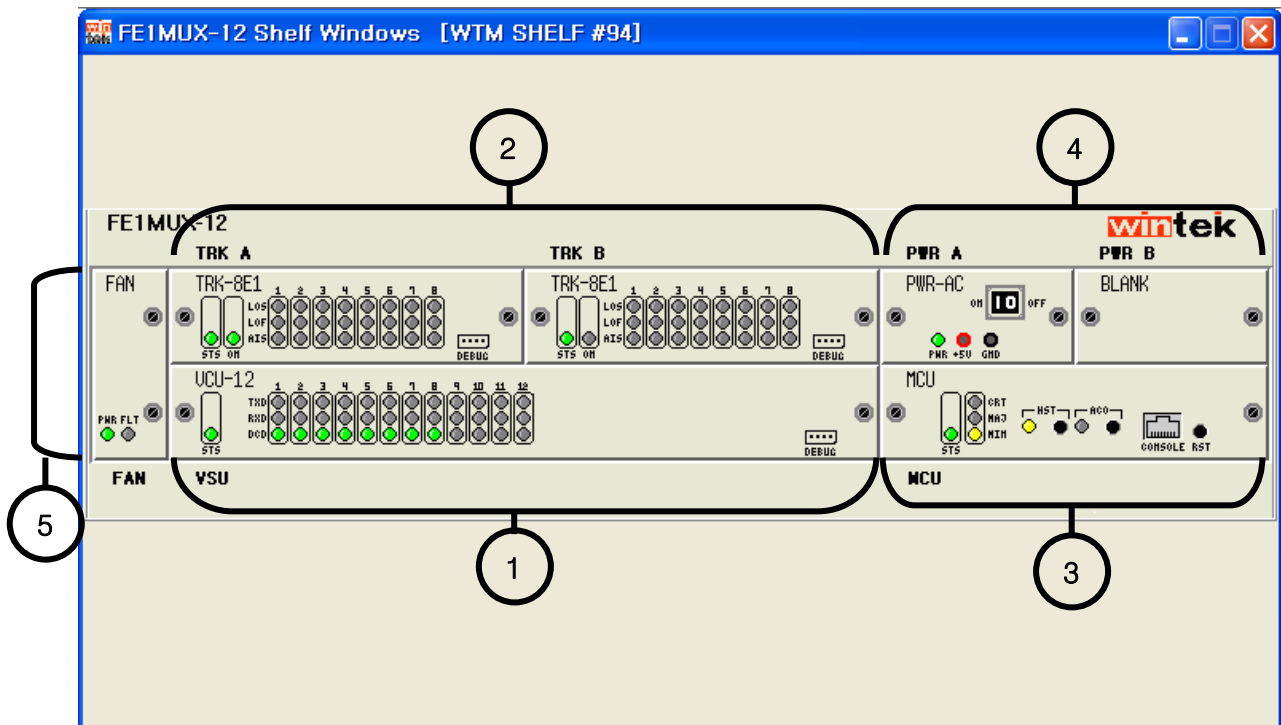 FE1MUX-12 Shelf Windows [WTM SHELF #94]
2
4
FE1MUX-12
wintek
TRK A
TRK B
PWR A
PWR B
FAN
TRK-8E1
1 2 3 4 5 6 7 8
LOS
LOF
AIS
STS ON
DEBUG
TRK-8E1
1 2 3 4 5 6 7 8
LOS
LOF
AIS
STS ON
DEBUG
PWR-AC
ON
OFF
PWR +5V GND
BLANK
PWR FLT
VCU-12
1 2 3 4 5 6 7 8 9 10 11 12
TXD
RXD
DCD
STS
DEBUG
MCU
CRT
MAJ
MIN
STS
HST
ACO
CONSOLE RST
FAN
VSU
MCU
5
1
3